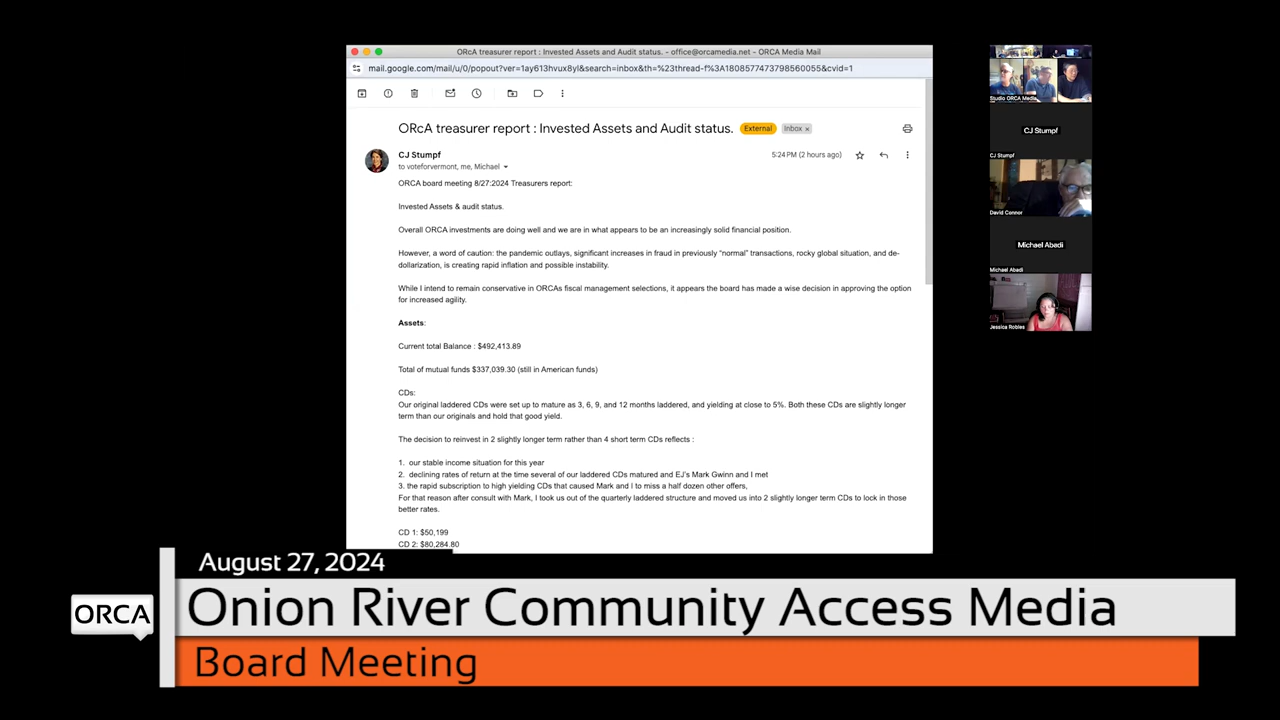 ORcA treasurer report : Invested Assets and Audit status. - office@orcamedia.net - ORCA Media Mail
mail.google.com/mail/u/0/popout?ver=1ay613hvux8yl&search=inbox&th=%23thread-f%3A1808577473798560055&cvid=1
ORcA treasurer report : Invested Assets and Audit status. External Inbox x
CJ Stumpf 5:24 PM (2 hours ago)
to voteforvermont, me, Michael
ORCA board meeting 8/27:2024 Treasurers report:
Invested Assets & audit status.
Overall ORCA investments are doing well and we are in what appears to be an increasingly solid financial position.
However, a word of caution: the pandemic outlays, significant increases in fraud in previously “normal” transactions, rocky global situation, and de-
dollarization, is creating rapid inflation and possible instability.
While I intend to remain conservative in ORCAs fiscal management selections, it appears the board has made a wise decision in approving the option
for increased agility.
Assets:
Current total Balance : $492,413.89
Total of mutual funds $337,039.30 (still in American funds)
CDs:
Our original laddered CDs were set up to mature as 3, 6, 9, and 12 months laddered, and yielding at close to 5%. Both these CDs are slightly longer
term than our originals and hold that good yield.
The decision to reinvest in 2 slightly longer term rather than 4 short term CDs reflects :
1. our stable income situation for this year
2. declining rates of return at the time several of our laddered CDs matured and EJ's Mark Gwinn and I met
3. the rapid subscription to high yielding CDs that caused Mark and I to miss a half dozen other offers,
For that reason after consult with Mark, I took us out of the quarterly laddered structure and moved us into 2 slightly longer term CDs to lock in those
better rates.
CD 1: $50,199
CD 2: $80,284.80
Studio ORCA Media
CJ Stumpf
CJ Stumpf
David Connor
Michael Abadi
Michael Abadi
Jessica Robles
August 27, 2024
ORCA
Onion River Community Access Media
Board Meeting